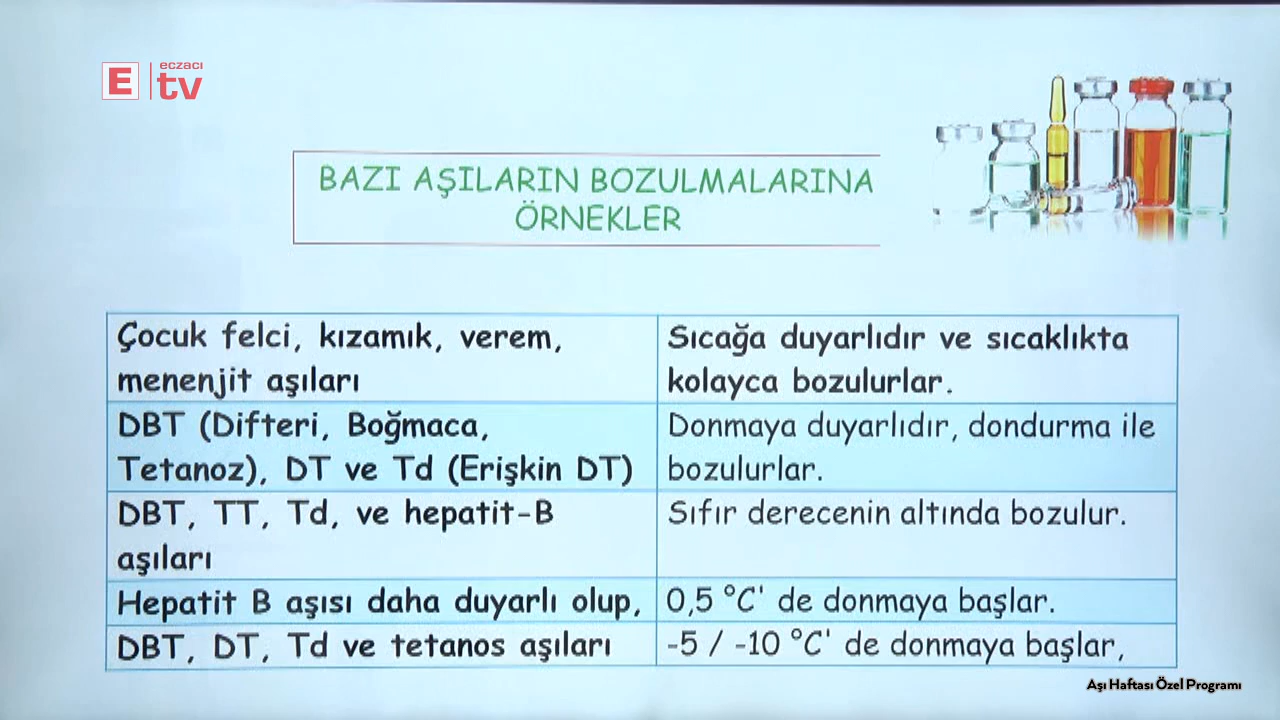 E
eczacı
tv
BAZI AŞILARIN BOZULMALARINA
ÖRNEKLER
Çocuk felci, kızamık, verem,
menenjit aşıları
Sıcağa duyarlıdır ve sıcaklıkta
kolayca bozulurlar.
DBT (Difteri, Boğmaca,
Tetanoz), DT ve Td (Erişkin DT)
Donmaya duyarlıdır, dondurma ile
bozulurlar.
DBT, TT, Td, ve hepatit-B
aşıları
Sıfır derecenin altında bozulur.
Hepatit B aşısı daha duyarlı olup,
0,5 °C' de donmaya başlar.
DBT, DT, Td ve tetanos aşıları
-5 / -10 °C' de donmaya başlar,
Aşı Haftası Özel Programı